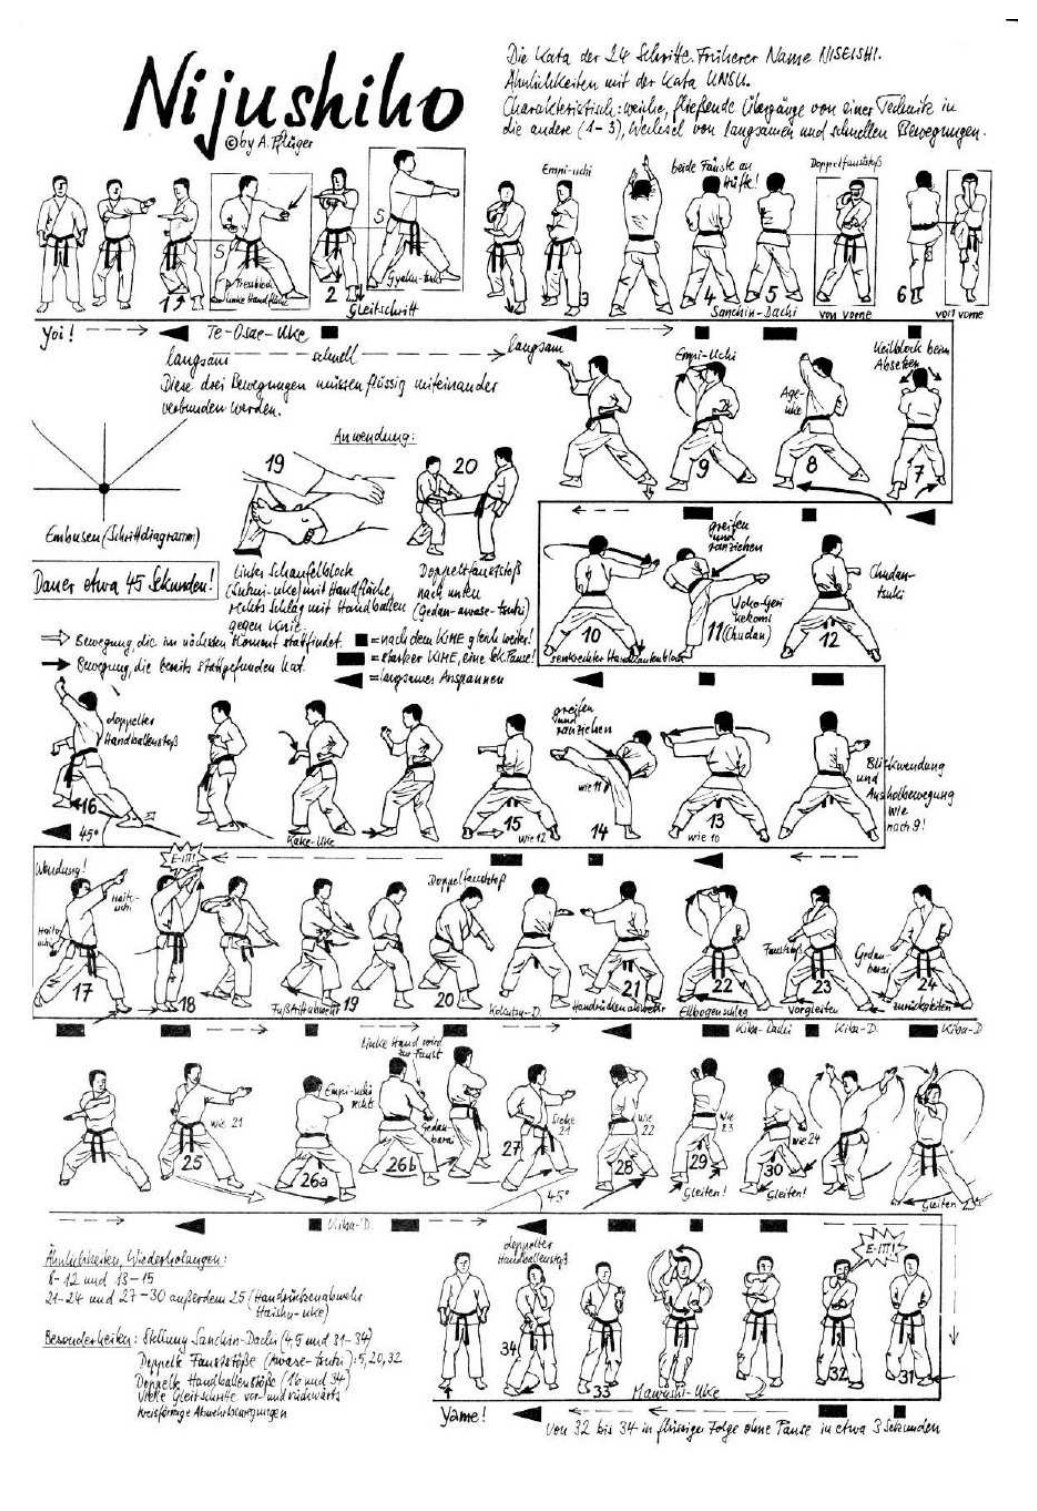 Nijushiho
© by A. Pflüger
Die Kata der 24 Schritte. Früherer Name NISEISHI.
Ähnlichkeiten mit der Kata UNSU.
Charakteristisch: weiche, fließende Übergänge von einer Technik in
die andere (1-3), Wechsel von langsamen und schnellen Bewegungen.
Empi-uchi
beide Fäuste an
Hüfte!
Doppelfauststoß
S
S
linke Handfläche
Gyaku-tsuki
1
2
3
4
5
6
Gleitschritt
Sanchin-Dachi
von vorne
von vorne
Yoi!
Te-Osae-Uke
langsam
schnell
langsam
Diese drei Bewegungen müssen flüssig miteinander
verbunden werden.
Empi-Uchi
Age-
uke
Keilblock beim
Absetzen
9
8
7
Anwendung:
19
20
Embusen (Schrittdiagramm)
Dauer etwa 45 Sekunden!
Linker Schaufelblock
(Sukui-uke) mit Handfläche,
rechts Schlag mit Handballen
gegen Knie.
Doppelfauststoß
nach unten
(Gedan-awase-tsuki)
greifen
und
ranziehen
Yoko-Geri
kekomi
(Chudan)
Chudan-
tsuki
10
11
12
senkrechter Handkantenblock
Bewegung, die im nächsten Moment stattfindet.
Bewegung, die bereits stattgefunden hat.
= nach dem KIME gleich weiter!
= starker KIME, eine Sek. Pause!
= langsames Anspannen
doppelter
Handballenstoß
greifen
und
ranziehen
wie 11
Blitzwendung
und
Ausholbewegung
wie
nach 9!
16
45°
Kake-Uke
15
wie 12
14
13
wie 10
Wendung!
E-IT!
Haito-
uchi
Haito-
uchi
Doppelfauststoß
Fauststoß
Gedan-
barai
17
18
19
20
21
22
23
24
Fußtrittabwehr
Kokutsu-D.
Handrückenabwehr
Ellbogenschlag
Vorgleiten
zurückgleiten
Kiba-Dachi
Kiba-D.
Kiba-D
Linke Hand wird
zur Faust
Empi-uchi
rechts
Gedan-
barai
wie 21
Siehe
21
wie
22
wie
23
wie 24
25
26a
26b
27
28
29
30
45°
Gleiten!
Gleiten!
Gleiten
Kiba-D.
Ähnlichkeiten, Wiederholungen:
8-12 und 13-15
21-24 und 27-30 außerdem 25 (Handrückenabwehr
Haishu-uke)
Besonderheiten: Stellung Sanchin-Dachi (4,5 und 31-34)
Doppelte Fauststöße (Awase-tsuki): 5, 20, 32
Doppelte Handballenstöße (16 und 34)
Viele Gleitschritte vor- und rückwärts
Kreisförmige Abwehrbewegungen
doppelter
Handballenstoß
E-IT!
34
33
Mawashi-Uke
32
31
Yame!
Von 32 bis 34 in flüssiger Folge ohne Pause in etwa 3 Sekunden